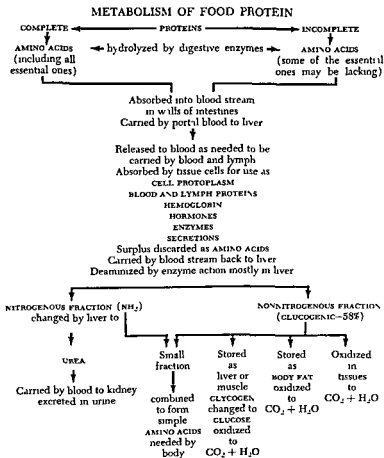 METABOLISM OF FOOD PROTEIN
COMPLETE PROTEINS INCOMPLETE
AMINO ACIDS hydrolyzed by digestive enzymes AMINO ACIDS
(including all (some of the essential
essential ones) ones may be lacking)
Absorbed into blood stream
in walls of intestines
Carried by portal blood to liver
Released to blood as needed to be
carried by blood and lymph
Absorbed by tissue cells for use as
CELL PROTOPLASM
BLOOD AND LYMPH PROTEINS
HEMOGLOBIN
HORMONES
ENZYMES
SECRETIONS
Surplus discarded as AMINO ACIDS
Carried by blood stream back to liver
Deaminized by enzyme action mostly in liver
NITROGENOUS FRACTION (NH₂)
changed by liver to
NONNITROGENOUS FRACTION
(GLUCOGENIC-58%)
UREA
Carried by blood to kidney
excreted in urine
Small
fraction
combined
to form
simple
AMINO ACIDS
needed by
body
Stored
as
liver or
muscle
GLYCOGEN
changed to
GLUCOSE
oxidized
to
CO₂ + H₂O
Stored
as
BODY FAT
oxidized
to
CO₂ + H₂O
Oxidized
in
tissues
to
CO₂ + H₂O